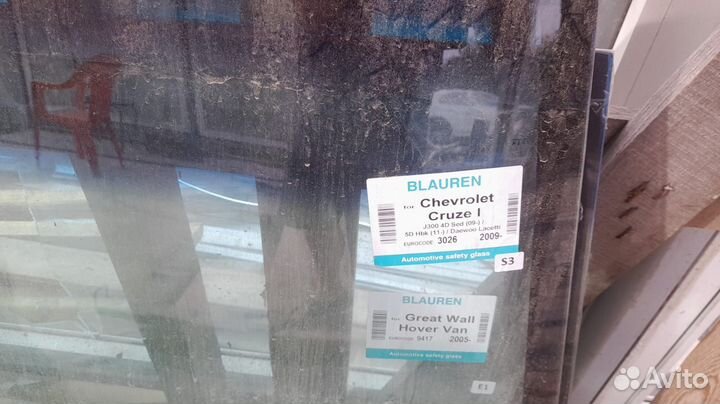 BLAUREN
for Chevrolet
Cruze I
J300 4D Sed (09-) /
5D Hbk (11-) / Daewoo Lacetti
EUROCODE 3026 2009-
Automotive safety glass
S3
BLAUREN
for Great Wall
Hover Van
EUROCODE 9417 2005-
Automotive safety glass
E1
Avito